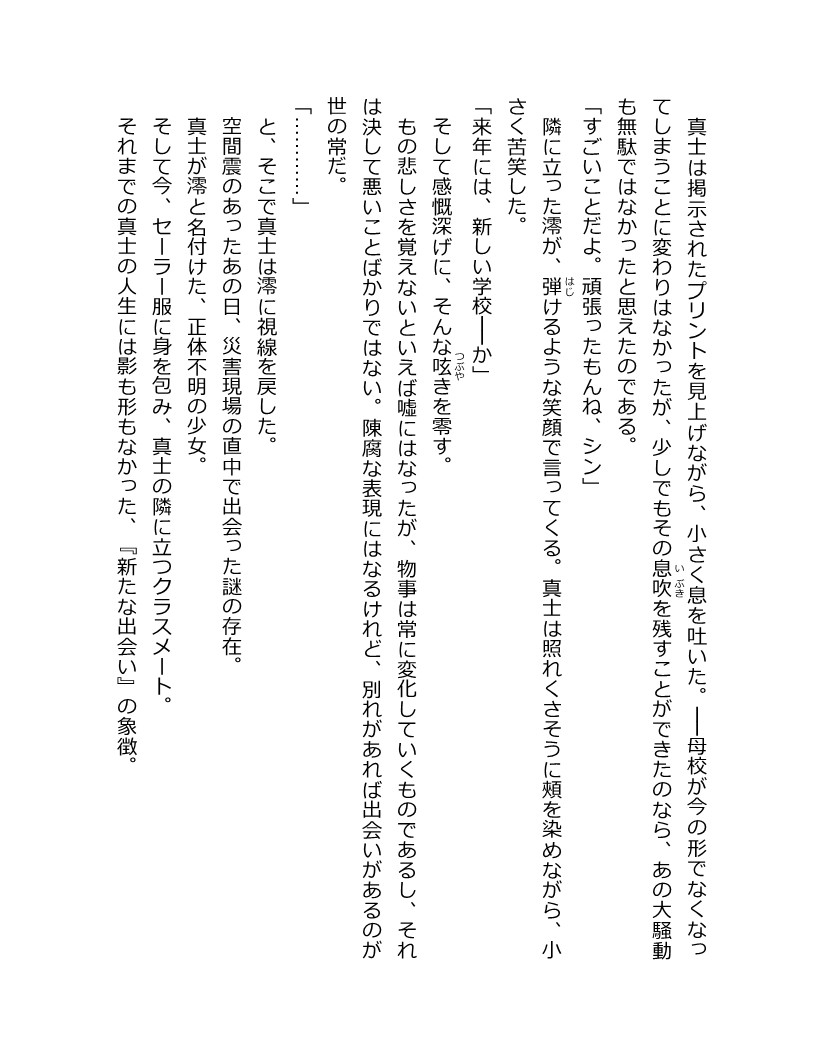 真士は掲示されたプリントを見上げながら、小さく息を吐いた。――母校が今の形でなくなっ
てしまうことに変わりはなかったが、少しでもその息吹を残すことができたのなら、あの大騒動
も無駄ではなかったと思えたのである。
「すごいことだよ。頑張ったもんね、シン」
隣に立った澪が、弾けるような笑顔で言ってくる。真士は照れくさそうに頰を染めながら、小
さく苦笑した。
「来年には、新しい学校――か」
そして感慨深げに、そんな呟きを零す。
もの悲しさを覚えないといえば嘘にはなったが、物事は常に変化していくものであるし、それ
は決して悪いことばかりではない。陳腐な表現にはなるけれど、別れがあれば出会いがあるのが
世の常だ。
「…………」
と、そこで真士は澪に視線を戻した。
空間震のあったあの日、災害現場の直中で出会った謎の存在。
真士が澪と名付けた、正体不明の少女。
そして今、セーラー服に身を包み、真士の隣に立つクラスメート。
それまでの真士の人生には影も形もなかった、『新たな出会い』の象徴。